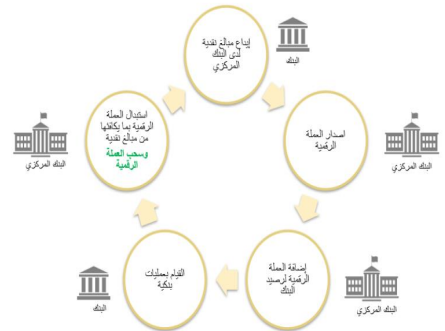 إيداع مبالغ نقدية
لدى البنك
المركزي
البنك
اصدار العملة
الرقمية
البنك المركزي
إضافة العملة
الرقمية لرصيد
البنك
البنك المركزي
القيام بعمليات
بنكية
البنك
استبدال العملة
الرقمية بما يكافئها
من مبالغ نقدية
وسحب العملة
الرقمية
البنك المركزي